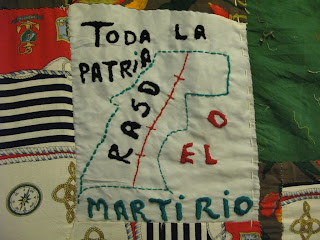 TODA LA
PATRIA
RASD
O
EL
MARTIRIO